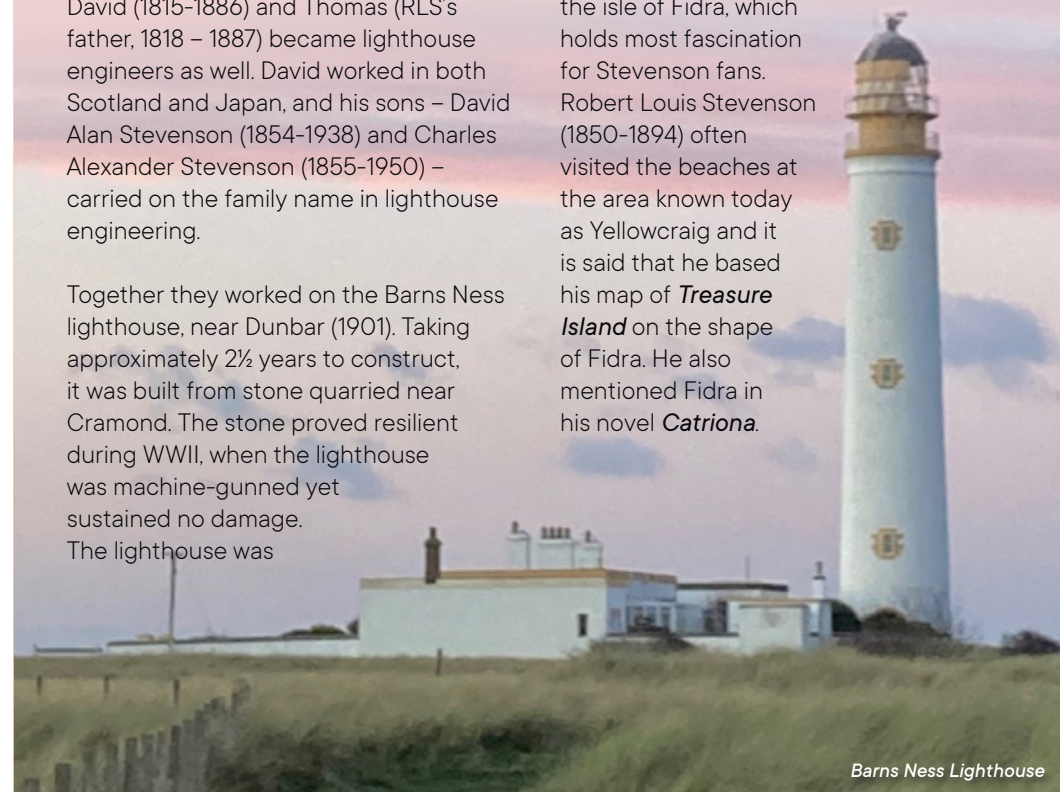 David (1815-1886) and Thomas (RLS's
father, 1818 – 1887) became lighthouse
engineers as well. David worked in both
Scotland and Japan, and his sons – David
Alan Stevenson (1854-1938) and Charles
Alexander Stevenson (1855-1950) –
carried on the family name in lighthouse
engineering.
Together they worked on the Barns Ness
lighthouse, near Dunbar (1901). Taking
approximately 2½ years to construct,
it was built from stone quarried near
Cramond. The stone proved resilient
during WWII, when the lighthouse
was machine-gunned yet
sustained no damage.
The lighthouse was
the isle of Fidra, which
holds most fascination
for Stevenson fans.
Robert Louis Stevenson
(1850-1894) often
visited the beaches at
the area known today
as Yellowcraig and it
is said that he based
his map of Treasure
Island on the shape
of Fidra. He also
mentioned Fidra in
his novel Catriona.
Barns Ness Lighthouse